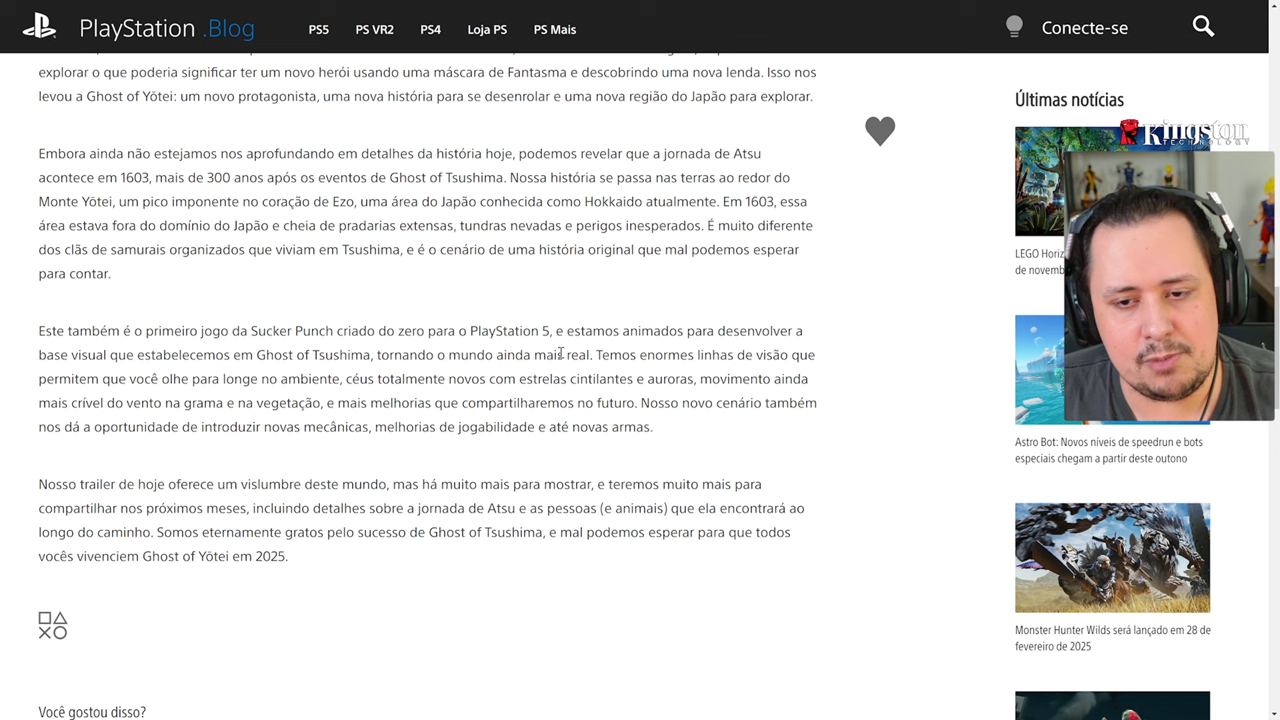 PlayStation .Blog
PS5
PS VR2
PS4
Loja PS
PS Mais
Conecte-se
explorar o que poderia significar ter um novo herói usando uma máscara de Fantasma e descobrindo uma nova lenda. Isso nos
levou a Ghost of Yōtei: um novo protagonista, uma nova história para se desenrolar e uma nova região do Japão para explorar.
Embora ainda não estejamos nos aprofundando em detalhes da história hoje, podemos revelar que a jornada de Atsu
acontece em 1603, mais de 300 anos após os eventos de Ghost of Tsushima. Nossa história se passa nas terras ao redor do
Monte Yōtei, um pico imponente no coração de Ezo, uma área do Japão conhecida como Hokkaido atualmente. Em 1603, essa
área estava fora do domínio do Japão e cheia de pradarias extensas, tundras nevadas e perigos inesperados. É muito diferente
dos clãs de samurais organizados que viviam em Tsushima, e é o cenário de uma história original que mal podemos esperar
para contar.
Este também é o primeiro jogo da Sucker Punch criado do zero para o PlayStation 5, e estamos animados para desenvolver a
base visual que estabelecemos em Ghost of Tsushima, tornando o mundo ainda mais real. Temos enormes linhas de visão que
permitem que você olhe para longe no ambiente, céus totalmente novos com estrelas cintilantes e auroras, movimento ainda
mais crível do vento na grama e na vegetação, e mais melhorias que compartilharemos no futuro. Nosso novo cenário também
nos dá a oportunidade de introduzir novas mecânicas, melhorias de jogabilidade e até novas armas.
Nosso trailer de hoje oferece um vislumbre deste mundo, mas há muito mais para mostrar, e teremos muito mais para
compartilhar nos próximos meses, incluindo detalhes sobre a jornada de Atsu e as pessoas (e animais) que ela encontrará ao
longo do caminho. Somos eternamente gratos pelo sucesso de Ghost of Tsushima, e mal podemos esperar para que todos
vocês vivenciem Ghost of Yōtei em 2025.
Você gostou disso?
Últimas notícias
Kingston
TECHNOLOGY
LEGO Horiz
de novemb
Astro Bot: Novos níveis de speedrun e bots
especiais chegam a partir deste outono
Monster Hunter Wilds será lançado em 28 de
fevereiro de 2025